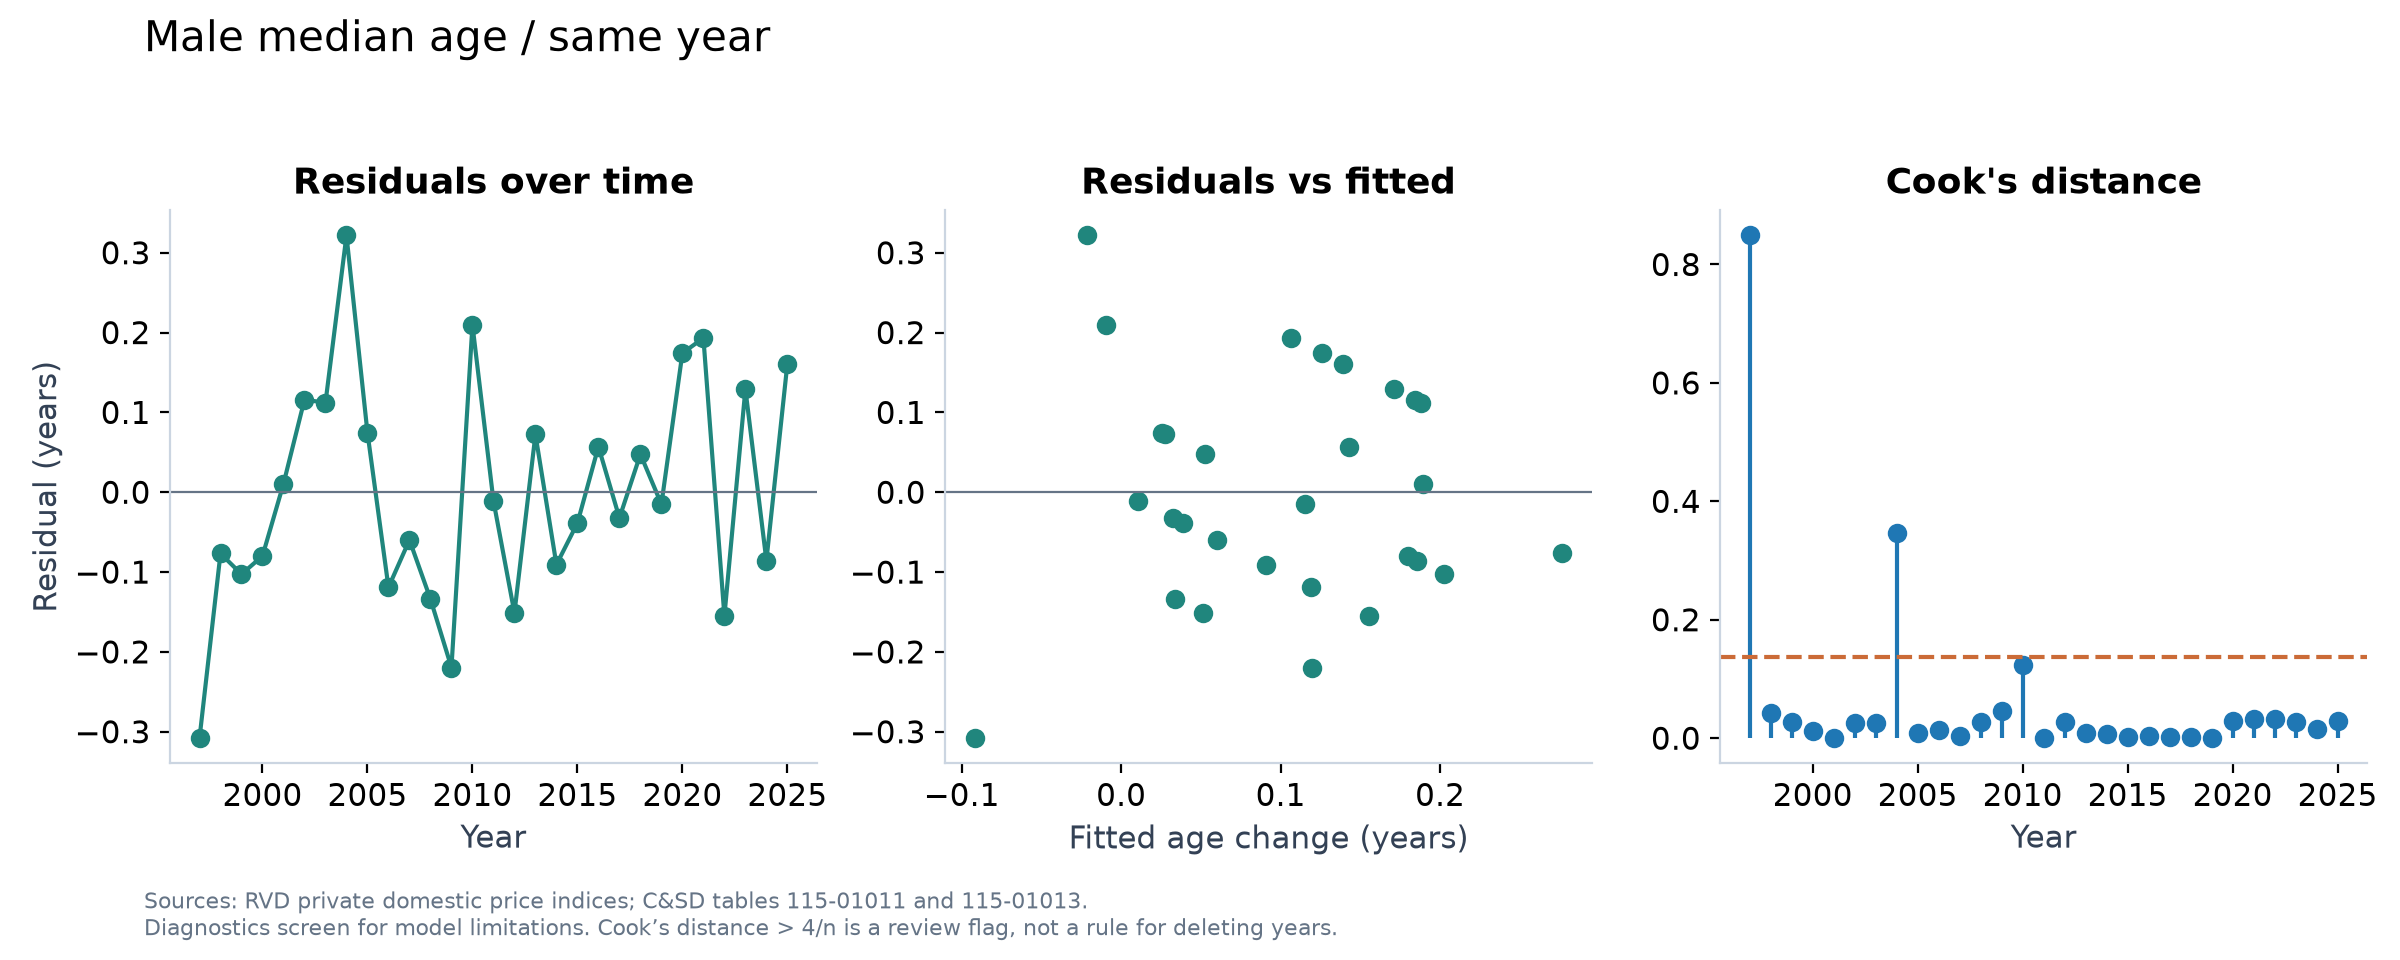 Male median age / same year
Residuals over time
Residuals vs fitted
Cook's distance
Residual (years)
0.3
0.2
0.1
0.0
−0.1
−0.2
−0.3
2000 2005 2010 2015 2020 2025
Year
0.3
0.2
0.1
0.0
−0.1
−0.2
−0.3
−0.1 0.0 0.1 0.2
Fitted age change (years)
0.8
0.6
0.4
0.2
0.0
2000 2005 2010 2015 2020 2025
Year
Sources: RVD private domestic price indices; C&SD tables 115-01011 and 115-01013.
Diagnostics screen for model limitations. Cook’s distance > 4/n is a review flag, not a rule for deleting years.